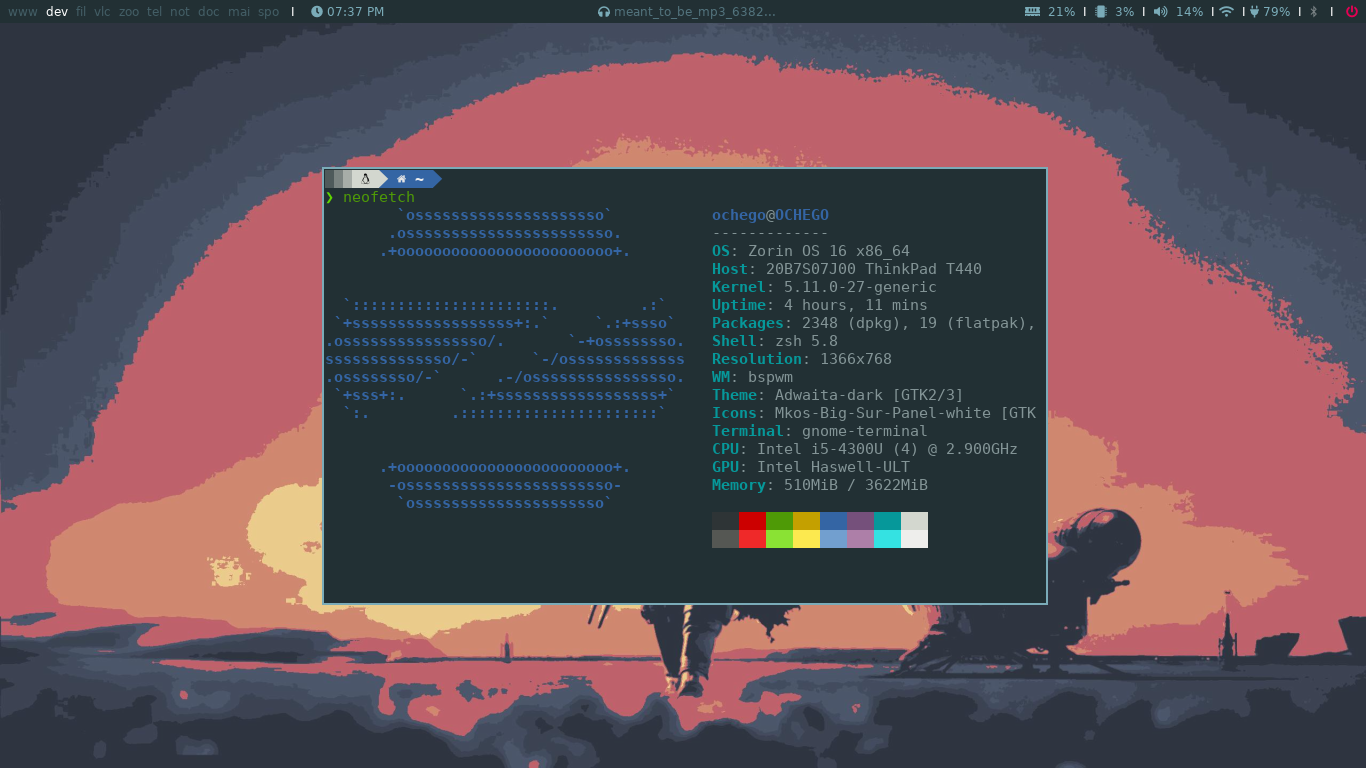 www dev fil vlc zoo tel not doc mai spo I 07:37 PM meant_to_be_mp3_6382... 21% I 3% I 14% I I 79% I I
~
❯ neofetch
`osssssssssssssssssssso`
.osssssssssssssssssssssso.
.+oooooooooooooooooooooooo+.
`::::::::::::::::::::::. .:`
`+ssssssssssssssssss+:.` `.:+ssso`
.ossssssssssssssso/. `-+ossssssso.
ssssssssssssso/-` `-/osssssssssssss
.ossssssso/-` .-/ossssssssssssssso.
`+sss+:. `.:+ssssssssssssssssss+`
`:. .::::::::::::::::::::::`
.+oooooooooooooooooooooooo+.
-osssssssssssssssssssssso-
`osssssssssssssssssssso`
ochego@OCHEGO
-------------
OS: Zorin OS 16 x86_64
Host: 20B7S07J00 ThinkPad T440
Kernel: 5.11.0-27-generic
Uptime: 4 hours, 11 mins
Packages: 2348 (dpkg), 19 (flatpak),
Shell: zsh 5.8
Resolution: 1366x768
WM: bspwm
Theme: Adwaita-dark [GTK2/3]
Icons: Mkos-Big-Sur-Panel-white [GTK
Terminal: gnome-terminal
CPU: Intel i5-4300U (4) @ 2.900GHz
GPU: Intel Haswell-ULT
Memory: 510MiB / 3622MiB